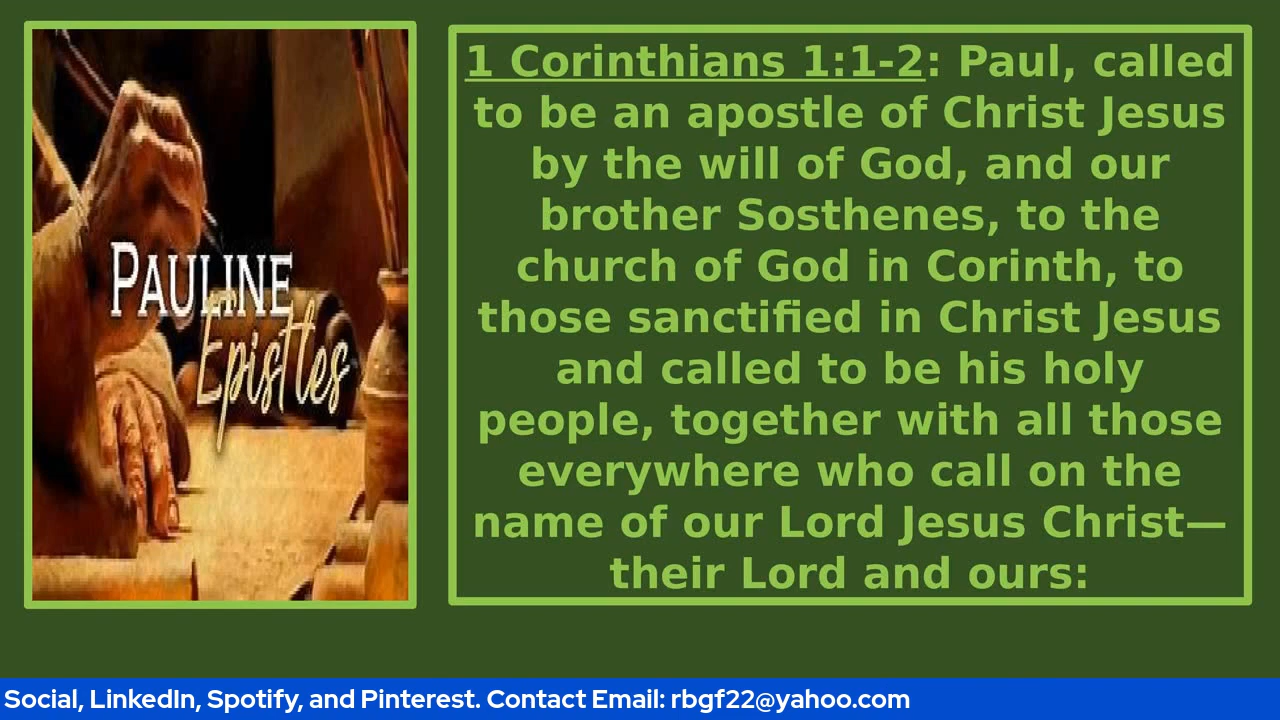 PAULINE
Epistles
1 Corinthians 1:1-2: Paul, called
to be an apostle of Christ Jesus
by the will of God, and our
brother Sosthenes, to the
church of God in Corinth, to
those sanctified in Christ Jesus
and called to be his holy
people, together with all those
everywhere who call on the
name of our Lord Jesus Christ—
their Lord and ours:
Social, LinkedIn, Spotify, and Pinterest. Contact Email: rbgf22@yahoo.com